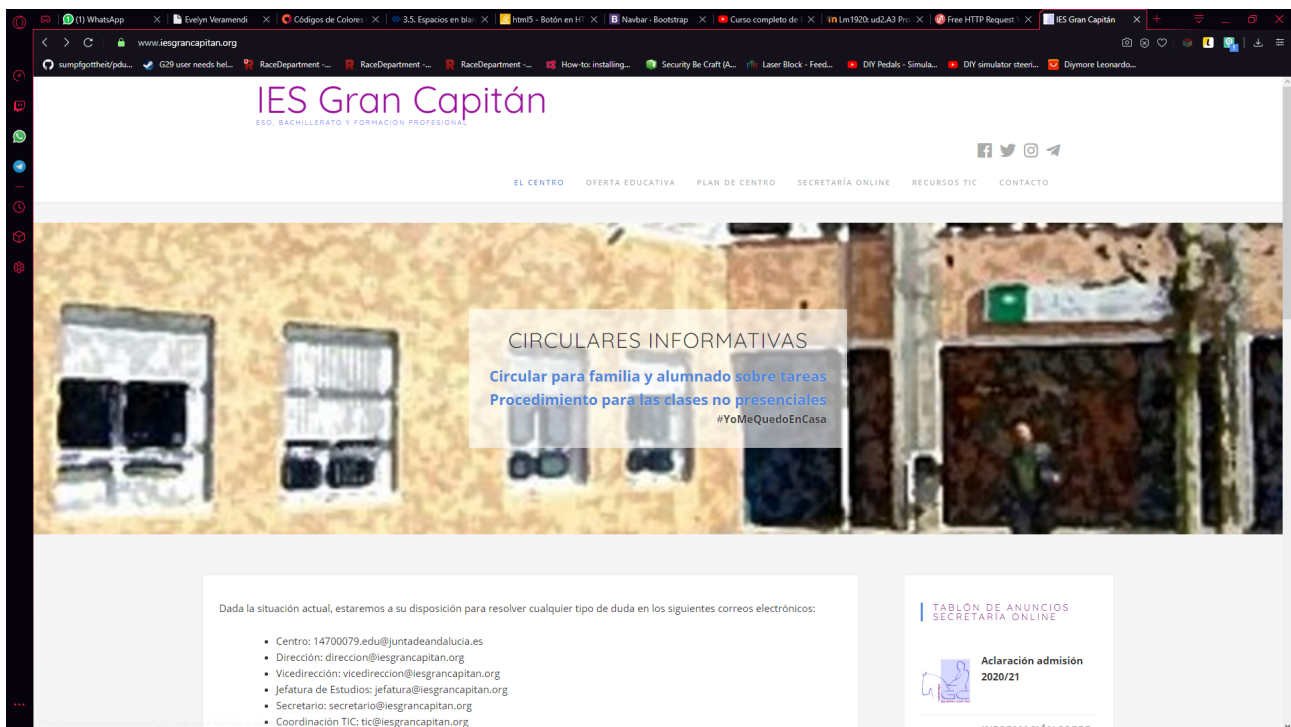 (1) WhatsApp
Evelyn Veramendi
Códigos de Colores
3.5. Espacios en blan
html5 - Botón en HT
Navbar · Bootstrap
Curso completo de
Lm1920: ud2.A3 Pro
Free HTTP Request
IES Gran Capitán
www.iesgrancapitan.org
sumpfgottheit/pdu...
G29 user needs hel...
RaceDepartment -...
RaceDepartment -...
RaceDepartment -...
How-to: installing...
Security Be Craft (A...
Laser Block - Feed...
DIY Pedals - Simula...
DIY simulator steeri...
Diymore Leonardo...
IES Gran Capitán
ESO, BACHILLERATO Y FORMACIÓN PROFESIONAL
EL CENTRO OFERTA EDUCATIVA PLAN DE CENTRO SECRETARÍA ONLINE RECURSOS TIC CONTACTO
CIRCULARES INFORMATIVAS
Circular para familia y alumnado sobre tareas
Procedimiento para las clases no presenciales
#YoMeQuedoEnCasa
Dada la situación actual, estaremos a su disposición para resolver cualquier tipo de duda en los siguientes correos electrónicos:
• Centro: 14700079.edu@juntadeandalucia.es
• Dirección: direccion@iesgrancapitan.org
• Vicedirección: vicedireccion@iesgrancapitan.org
• Jefatura de Estudios: jefatura@iesgrancapitan.org
• Secretario: secretario@iesgrancapitan.org
• Coordinación TIC: tic@iesgrancapitan.org
TABLÓN DE ANUNCIOS
SECRETARÍA ONLINE
Aclaración admisión
2020/21